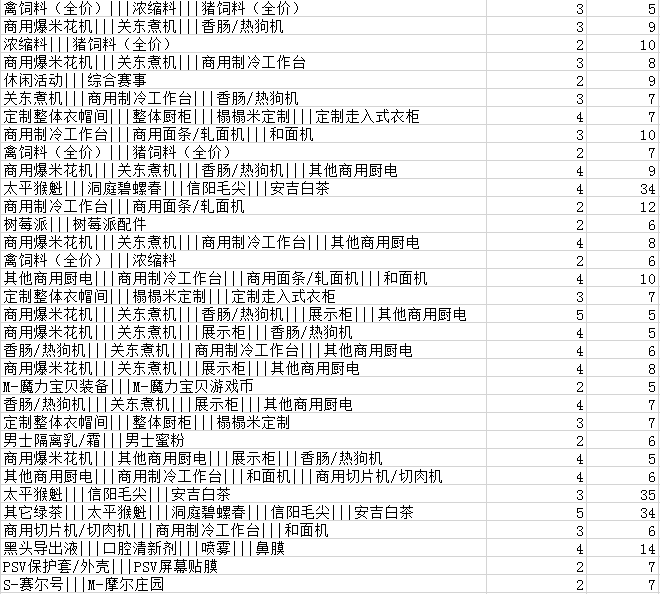 禽饲料（全价）|||浓缩料|||猪饲料（全价） 3 5
商用爆米花机|||关东煮机|||香肠/热狗机 3 9
浓缩料|||猪饲料（全价） 2 10
商用爆米花机|||关东煮机|||商用制冷工作台 3 8
休闲活动|||综合赛事 2 9
关东煮机|||商用制冷工作台|||香肠/热狗机 3 7
定制整体衣帽间|||整体厨柜|||榻榻米定制|||定制走入式衣柜 4 7
商用制冷工作台|||商用面条/轧面机|||和面机 3 10
禽饲料（全价）|||猪饲料（全价） 2 7
商用爆米花机|||关东煮机|||香肠/热狗机|||其他商用厨电 4 9
太平猴魁|||洞庭碧螺春|||信阳毛尖|||安吉白茶 4 34
商用制冷工作台|||商用面条/轧面机 2 12
树莓派|||树莓派配件 2 6
商用爆米花机|||关东煮机|||商用制冷工作台|||其他商用厨电 4 8
禽饲料（全价）|||浓缩料 2 6
其他商用厨电|||商用制冷工作台|||商用面条/轧面机|||和面机 4 10
定制整体衣帽间|||榻榻米定制|||定制走入式衣柜 3 7
商用爆米花机|||关东煮机|||香肠/热狗机|||展示柜|||其他商用厨电 5 5
商用爆米花机|||关东煮机|||展示柜|||香肠/热狗机 4 5
香肠/热狗机|||关东煮机|||商用制冷工作台|||其他商用厨电 4 6
商用爆米花机|||关东煮机|||展示柜|||其他商用厨电 4 8
M-魔力宝贝装备|||M-魔力宝贝游戏币 2 5
香肠/热狗机|||关东煮机|||展示柜|||其他商用厨电 4 7
定制整体衣帽间|||整体厨柜|||榻榻米定制 3 7
男士隔离乳/霜|||男士蜜粉 2 6
商用爆米花机|||其他商用厨电|||展示柜|||香肠/热狗机 4 5
其他商用厨电|||商用制冷工作台|||和面机|||商用切片机/切肉机 4 6
太平猴魁|||信阳毛尖|||安吉白茶 3 35
其它绿茶|||太平猴魁|||洞庭碧螺春|||信阳毛尖|||安吉白茶 5 34
商用切片机/切肉机|||商用制冷工作台|||和面机 3 6
黑头导出液|||口腔清新剂|||喷雾|||鼻膜 4 14
PSV保护套/外壳|||PSV屏幕贴膜 2 7
S-赛尔号|||M-摩尔庄园 2 7